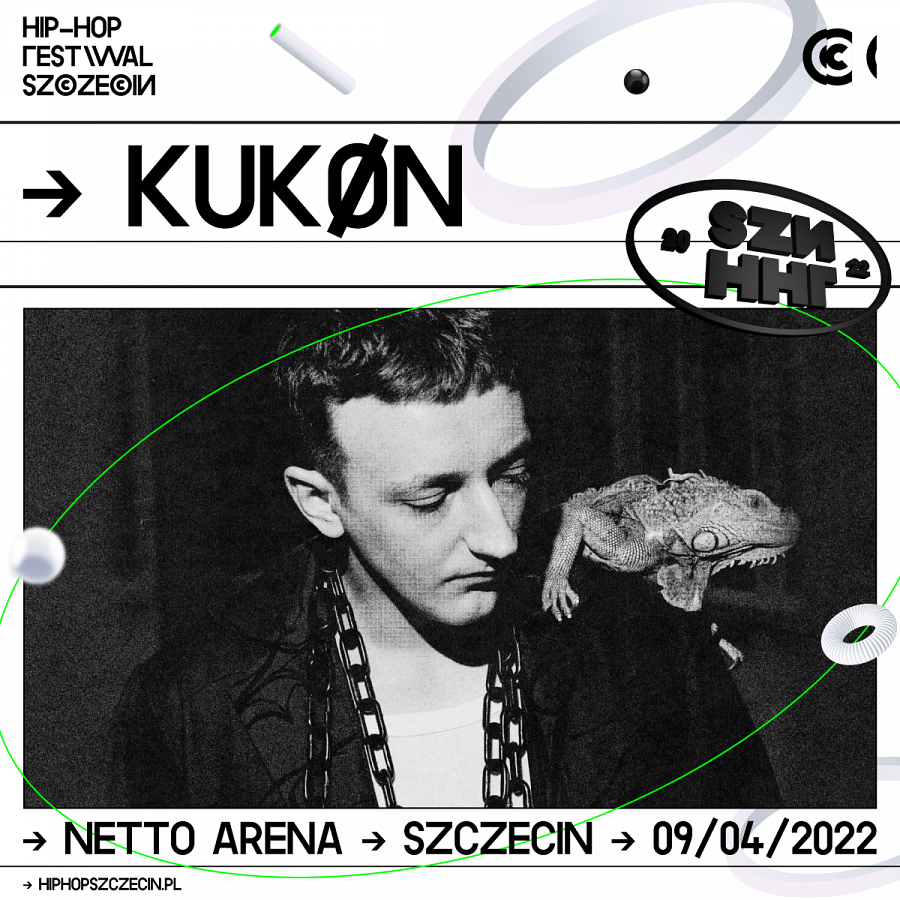 HIP-HOP
FESTIWAL
SZCZECIN
→ KUKØN
20 SZN 22
HHF
→ NETTO ARENA → SZCZECIN → 09/04/2022
→ HIPHOPSZCZECIN.PL